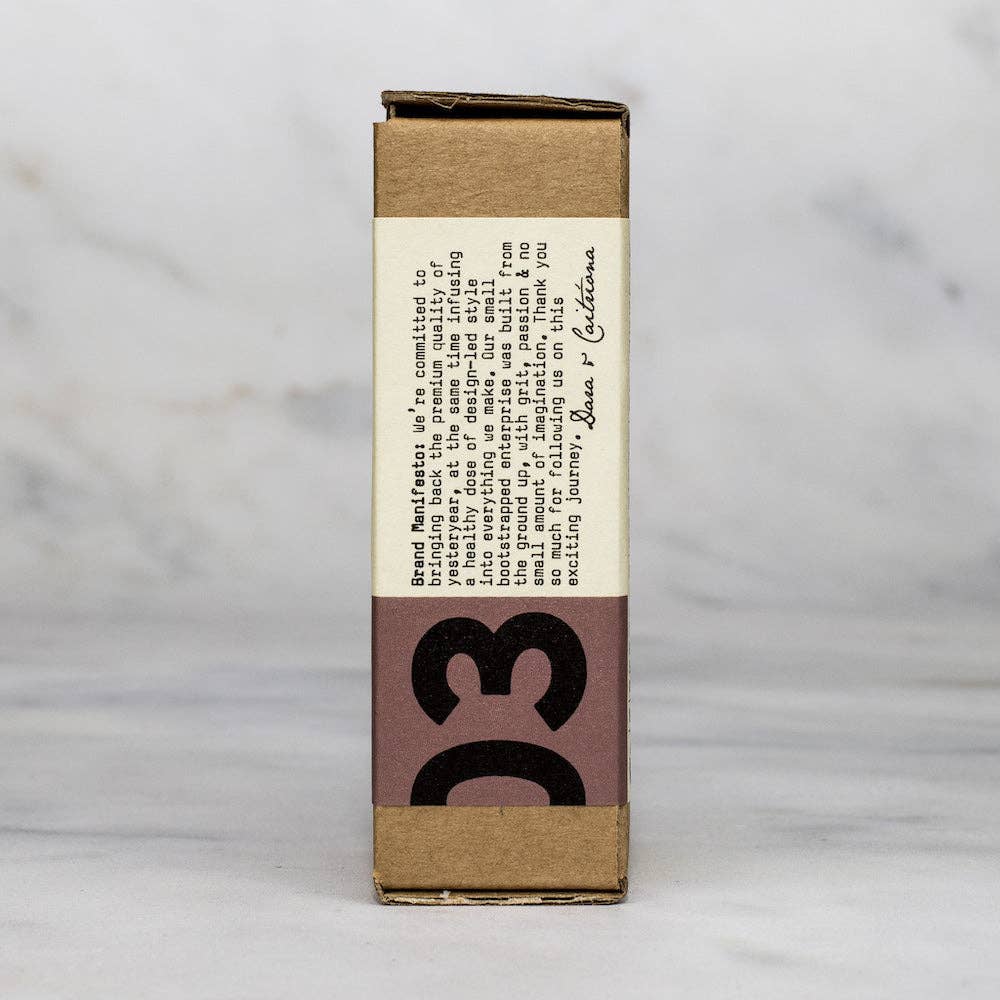 Brand Manifesto: We're committed to
bringing back the premium quality of
yesteryear, at the same time infusing
a healthy dose of design-led style
into everything we make. Our small
bootstrapped enterprise was built from
the ground up, with grit, passion & no
small amount of imagination. Thank you
so much for following us on this
exciting journey. Dara & Caitriona
03